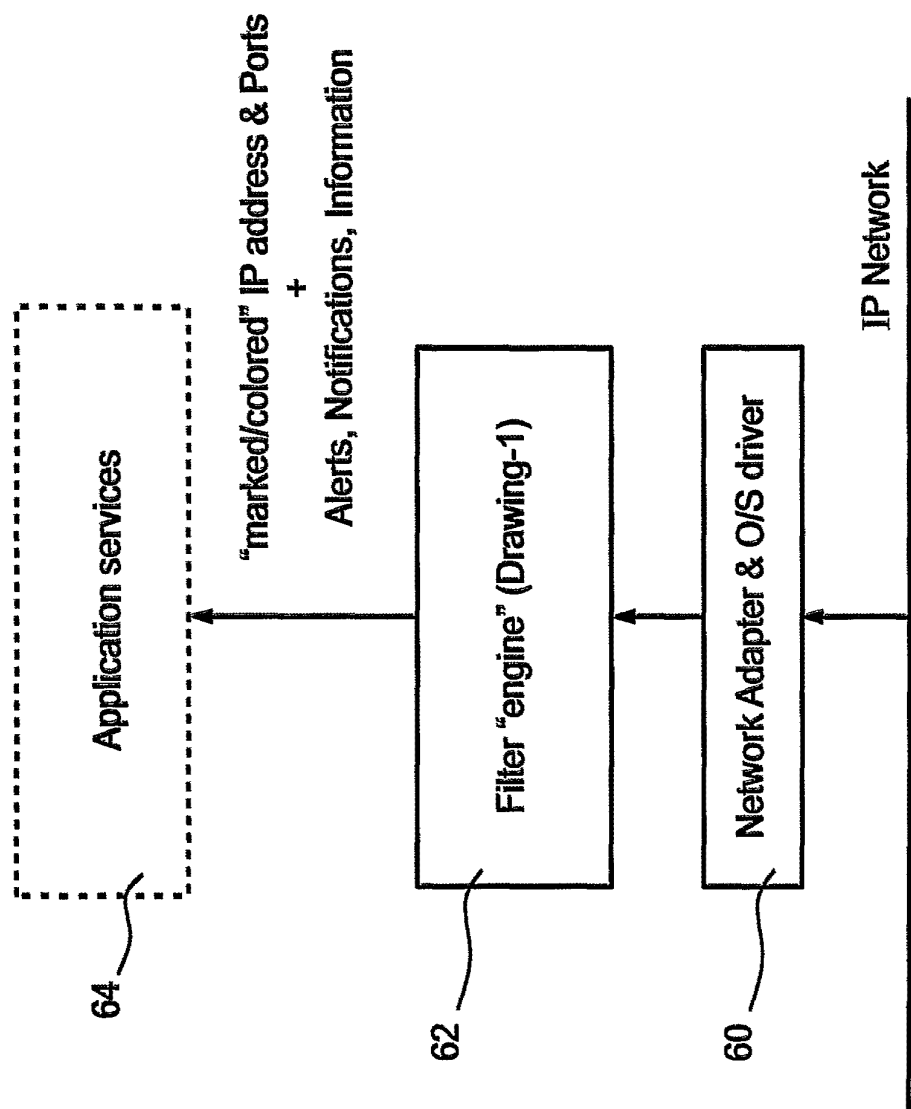 Application services
64
“marked/colored” IP address & Ports
+
Alerts, Notifications, Information
Filter “engine” (Drawing-1)
62
Network Adapter & O/S driver
60
IP Network